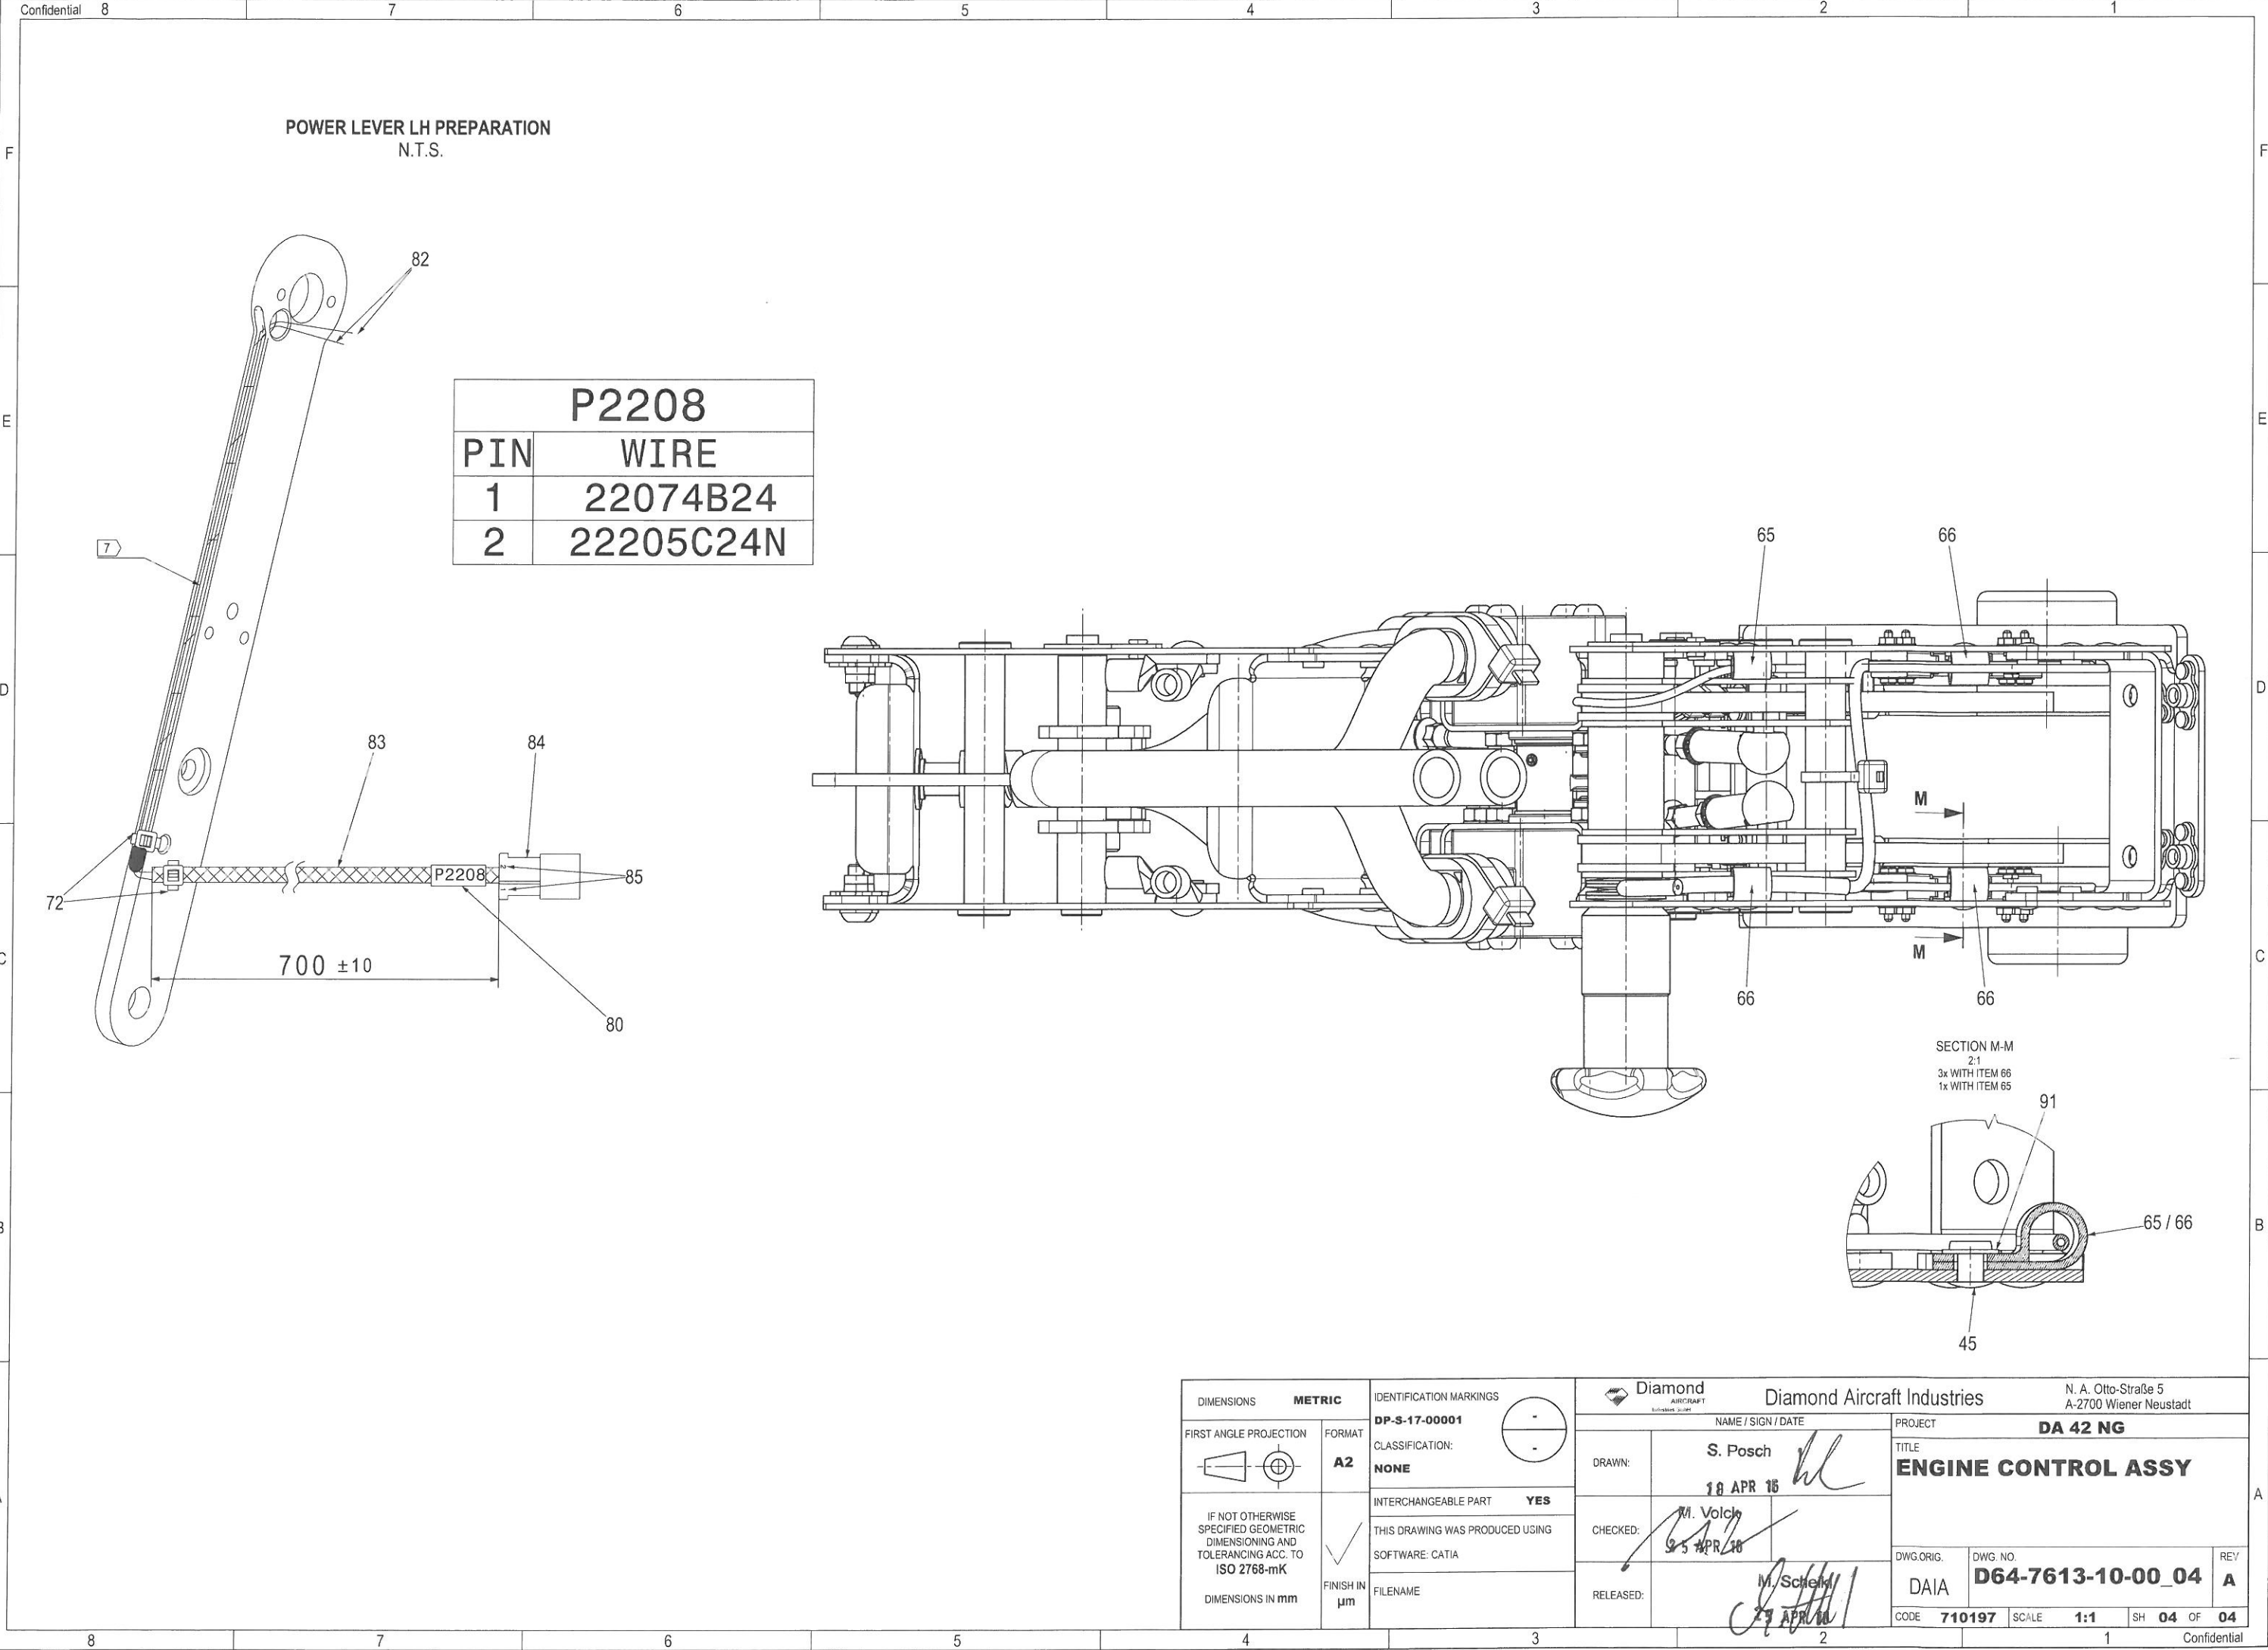 Confidential 8 7 6 5 4 3 2 1
POWER LEVER LH PREPARATION
N.T.S.
F F
82
P2208
PIN WIRE
1 22074B24
2 22205C24N
E E
7
65 66
D D
83 84
P2208
2
1
85
72
700 ±10
80
M
M
66 66
C C
SECTION M-M
2:1
3x WITH ITEM 66
1x WITH ITEM 65
91
65 / 66
45
B B
DIMENSIONS METRIC
FIRST ANGLE PROJECTION
FORMAT
A2
IF NOT OTHERWISE
SPECIFIED GEOMETRIC
DIMENSIONING AND
TOLERANCING ACC. TO
ISO 2768-mK
DIMENSIONS IN mm
FINISH IN
µm
IDENTIFICATION MARKINGS
DP-S-17-00001
CLASSIFICATION:
NONE
-
-
INTERCHANGEABLE PART YES
THIS DRAWING WAS PRODUCED USING
SOFTWARE: CATIA
FILENAME
Diamond
AIRCRAFT
Diamond Aircraft Industries
N. A. Otto-Straße 5
A-2700 Wiener Neustadt
NAME / SIGN / DATE
DRAWN:
S. Posch
18 APR
CHECKED:
M. Volck
APR
RELEASED:
APR
PROJECT
DA 42 NG
TITLE
ENGINE CONTROL ASSY
DWG.ORIG.
DAIA
DWG. NO.
D64-7613-10-00_04
REV
A
CODE 710197 SCALE 1:1 SH 04 OF 04
A
8 7 6 5 4 3 2 1 Confidential